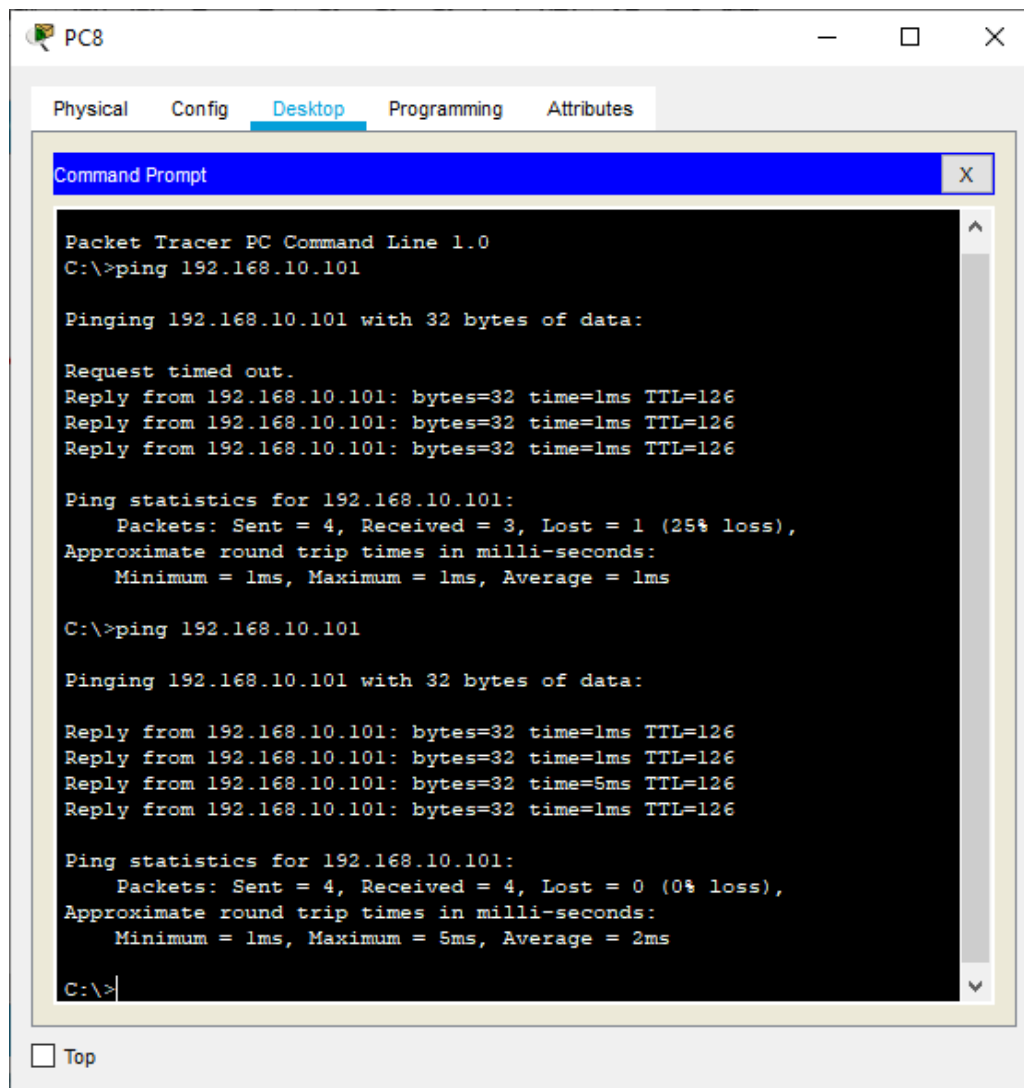 PC8
Physical Config Desktop Programming Attributes
Command Prompt X
Packet Tracer PC Command Line 1.0
C:\>ping 192.168.10.101
Pinging 192.168.10.101 with 32 bytes of data:
Request timed out.
Reply from 192.168.10.101: bytes=32 time=1ms TTL=126
Reply from 192.168.10.101: bytes=32 time=1ms TTL=126
Reply from 192.168.10.101: bytes=32 time=1ms TTL=126
Ping statistics for 192.168.10.101:
Packets: Sent = 4, Received = 3, Lost = 1 (25% loss),
Approximate round trip times in milli-seconds:
Minimum = 1ms, Maximum = 1ms, Average = 1ms
C:\>ping 192.168.10.101
Pinging 192.168.10.101 with 32 bytes of data:
Reply from 192.168.10.101: bytes=32 time=1ms TTL=126
Reply from 192.168.10.101: bytes=32 time=1ms TTL=126
Reply from 192.168.10.101: bytes=32 time=5ms TTL=126
Reply from 192.168.10.101: bytes=32 time=1ms TTL=126
Ping statistics for 192.168.10.101:
Packets: Sent = 4, Received = 4, Lost = 0 (0% loss),
Approximate round trip times in milli-seconds:
Minimum = 1ms, Maximum = 5ms, Average = 2ms
C:\>
Top